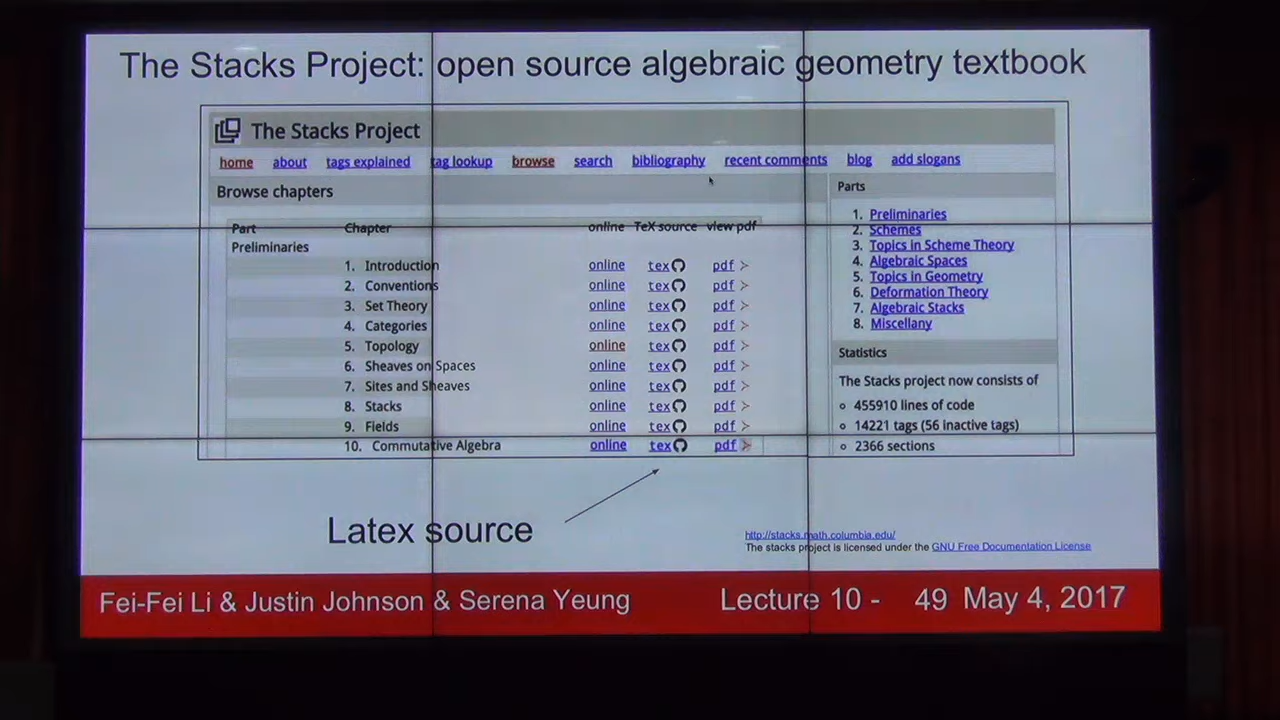 The Stacks Project: open source algebraic geometry textbook
The Stacks Project
home about tags explained tag lookup browse search bibliography recent comments blog add slogans
Browse chapters
Part Chapter online TeX source view pdf
Preliminaries
1. Introduction online tex pdf
2. Conventions online tex pdf
3. Set Theory online tex pdf
4. Categories online tex pdf
5. Topology online tex pdf
6. Sheaves on Spaces online tex pdf
7. Sites and Sheaves online tex pdf
8. Stacks online tex pdf
9. Fields online tex pdf
10. Commutative Algebra online tex pdf
Parts
1. Preliminaries
2. Schemes
3. Topics in Scheme Theory
4. Algebraic Spaces
5. Topics in Geometry
6. Deformation Theory
7. Algebraic Stacks
8. Miscellany
Statistics
The Stacks project now consists of
455910 lines of code
14221 tags (56 inactive tags)
2366 sections
Latex source
http://stacks.math.columbia.edu/
The stacks project is licensed under the GNU Free Documentation License
Fei-Fei Li & Justin Johnson & Serena Yeung Lecture 10 - 49 May 4, 2017